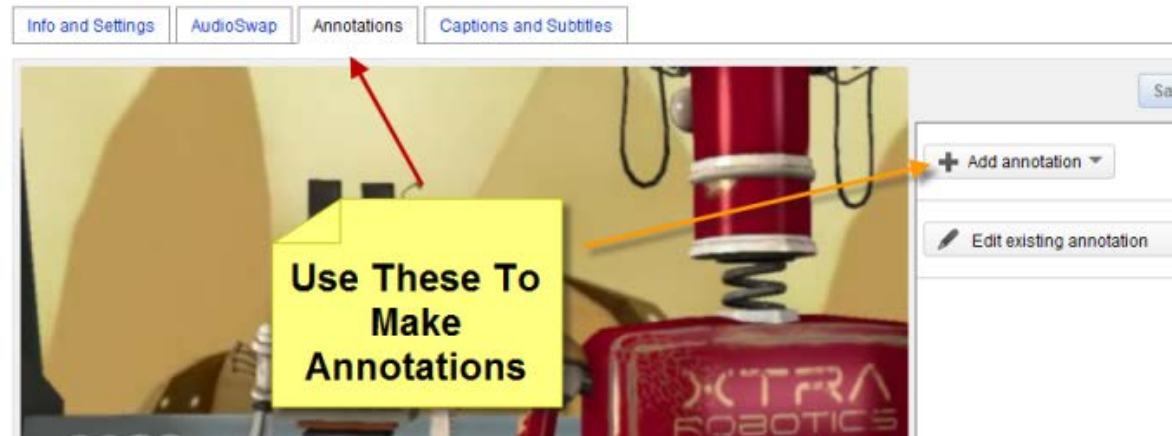 Info and Settings AudioSwap Annotations Captions and Subtitles
Sa
Add annotation
Edit existing annotation
Use These To
Make
Annotations
XTRA
ROBOTICS